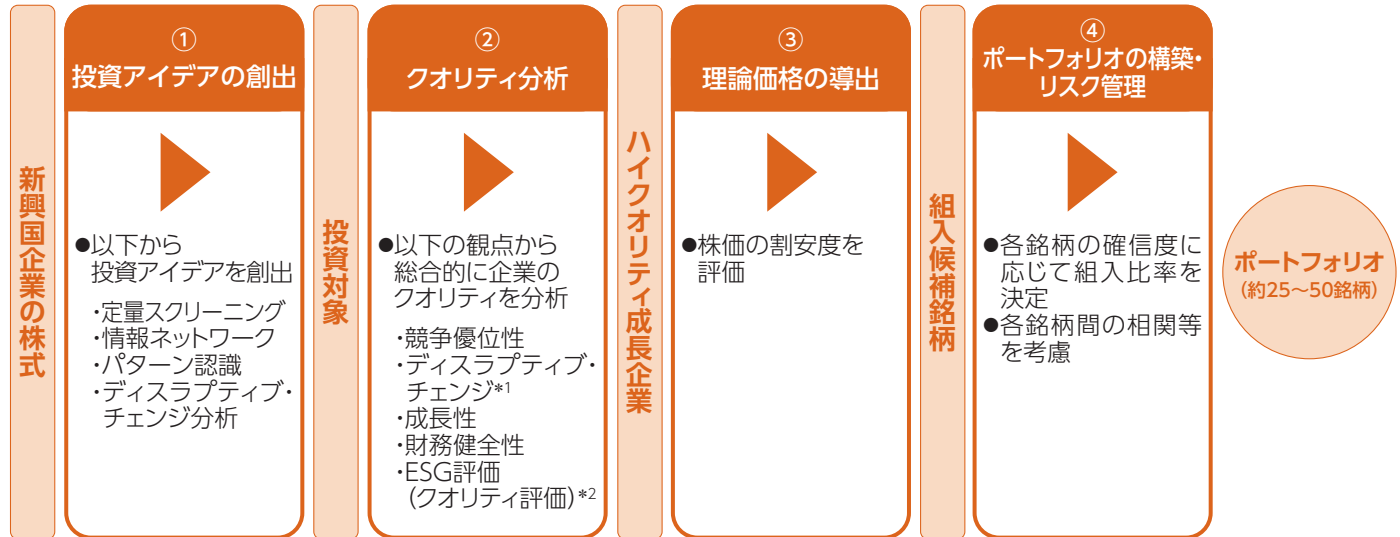 新興国企業の株式
①
投資アイデアの創出
●以下から
投資アイデアを創出
・定量スクリーニング
・情報ネットワーク
・パターン認識
・ディスラプティブ・
チェンジ分析
投資対象
②
クオリティ分析
●以下の観点から
総合的に企業の
クオリティを分析
・競争優位性
・ディスラプティブ・
チェンジ*1
・成長性
・財務健全性
・ESG評価
(クオリティ評価)*2
ハイクオリティ成長企業
③
理論価格の導出
●株価の割安度を
評価
組入候補銘柄
④
ポートフォリオの構築・
リスク管理
●各銘柄の確信度に
応じて組入比率を
決定
●各銘柄間の相関等
を考慮
ポートフォリオ
(約25～50銘柄)